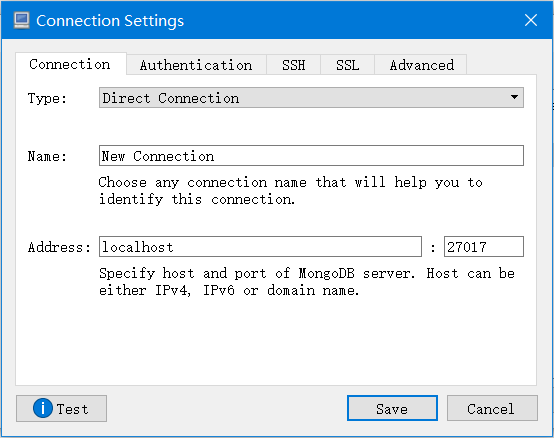 Connection Settings
Connection Authentication SSH SSL Advanced
Type: Direct Connection
Name: New Connection
Choose any connection name that will help you to
identify this connection.
Address: localhost : 27017
Specify host and port of MongoDB server. Host can be
either IPv4, IPv6 or domain name.
Test Save Cancel